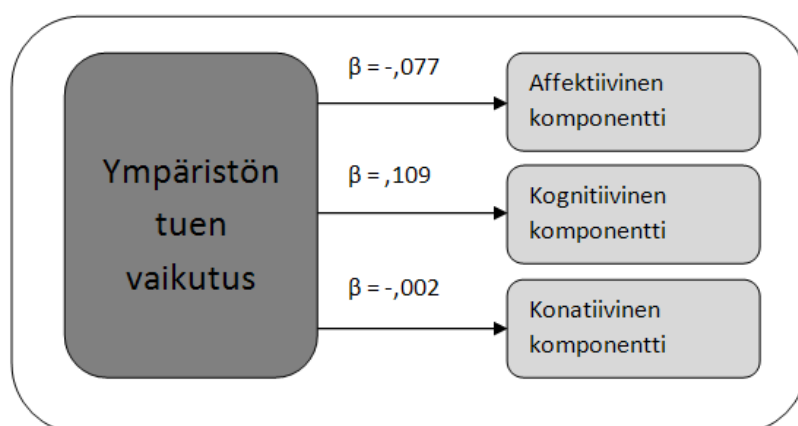 Ympäristön
tuen
vaikutus
β = -,077
Affektiivinen
komponentti
β = ,109
Kognitiivinen
komponentti
β = -,002
Konatiivinen
komponentti